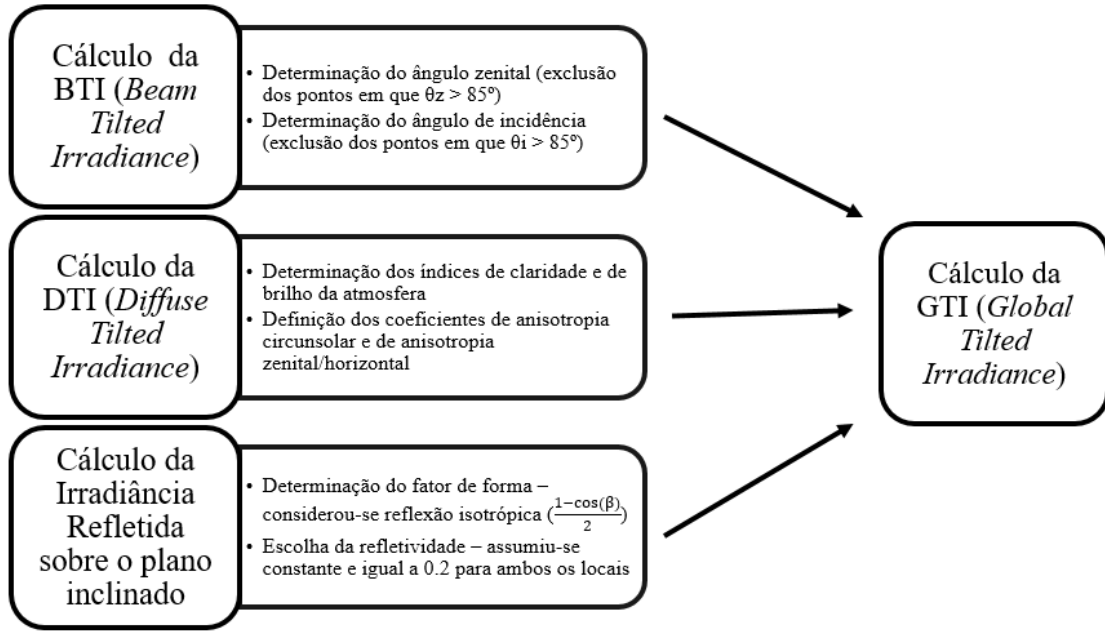 Cálculo da
BTI (Beam
Tilted
Irradiance)
• Determinação do ângulo zenital (exclusão
dos pontos em que θz > 85º)
• Determinação do ângulo de incidência
(exclusão dos pontos em que θi > 85º)
Cálculo da
DTI (Diffuse
Tilted
Irradiance)
• Determinação dos índices de claridade e de
brilho da atmosfera
• Definição dos coeficientes de anisotropia
circunsolar e de anisotropia
zenital/horizontal
Cálculo da
Irradiância
Refletida
sobre o plano
inclinado
• Determinação do fator de forma –
considerou-se reflexão isotrópica (\frac{1−cos(β)}{2})
• Escolha da refletividade – assumiu-se
constante e igual a 0.2 para ambos os locais
Cálculo da
GTI (Global
Tilted
Irradiance)